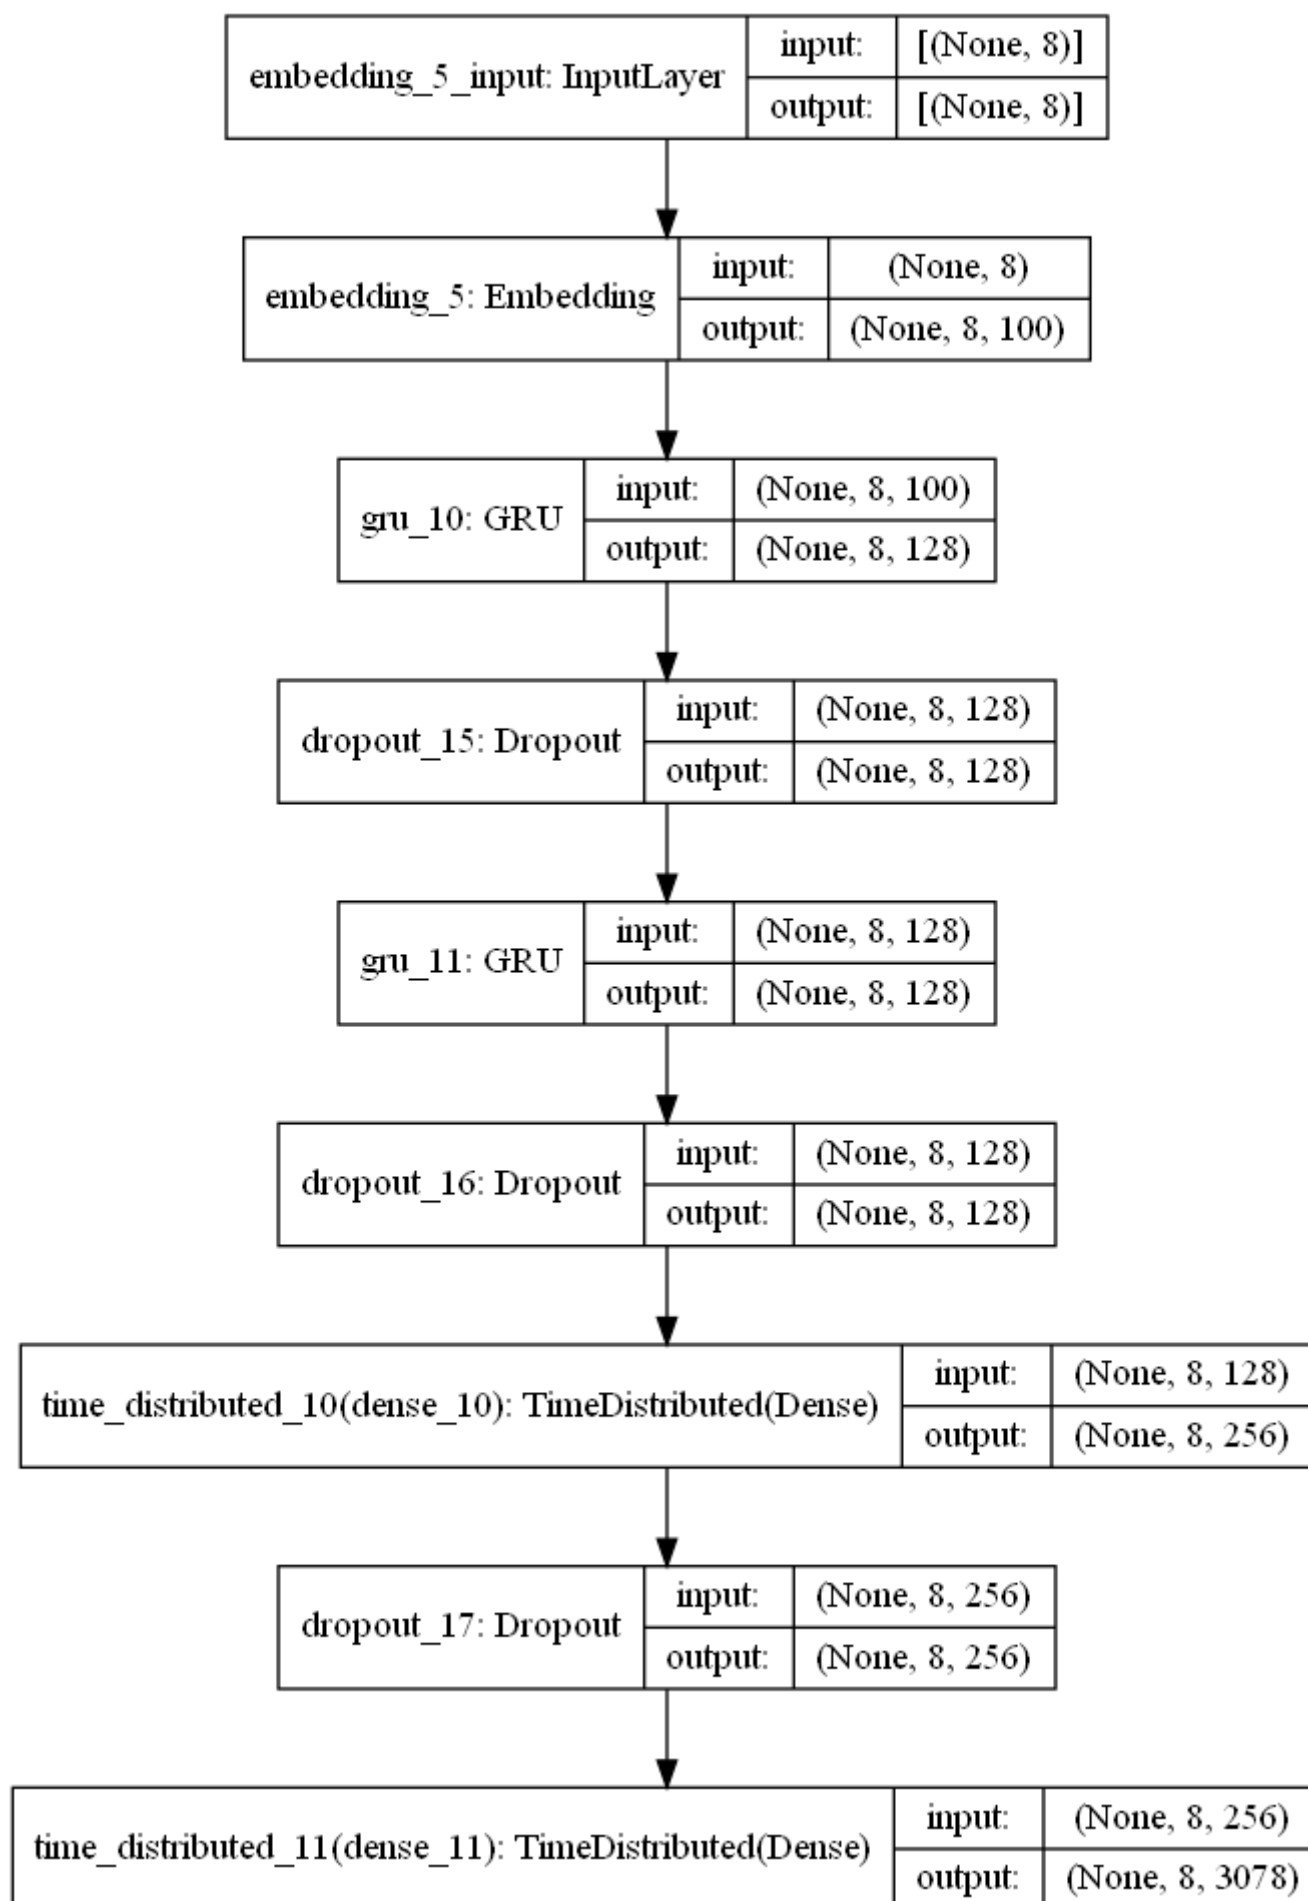 embedding_5_input: InputLayer input: [(None, 8)]
output: [(None, 8)]
embedding_5: Embedding input: (None, 8)
output: (None, 8, 100)
gru_10: GRU input: (None, 8, 100)
output: (None, 8, 128)
dropout_15: Dropout input: (None, 8, 128)
output: (None, 8, 128)
gru_11: GRU input: (None, 8, 128)
output: (None, 8, 128)
dropout_16: Dropout input: (None, 8, 128)
output: (None, 8, 128)
time_distributed_10(dense_10): TimeDistributed(Dense) input: (None, 8, 128)
output: (None, 8, 256)
dropout_17: Dropout input: (None, 8, 256)
output: (None, 8, 256)
time_distributed_11(dense_11): TimeDistributed(Dense) input: (None, 8, 256)
output: (None, 8, 3078)